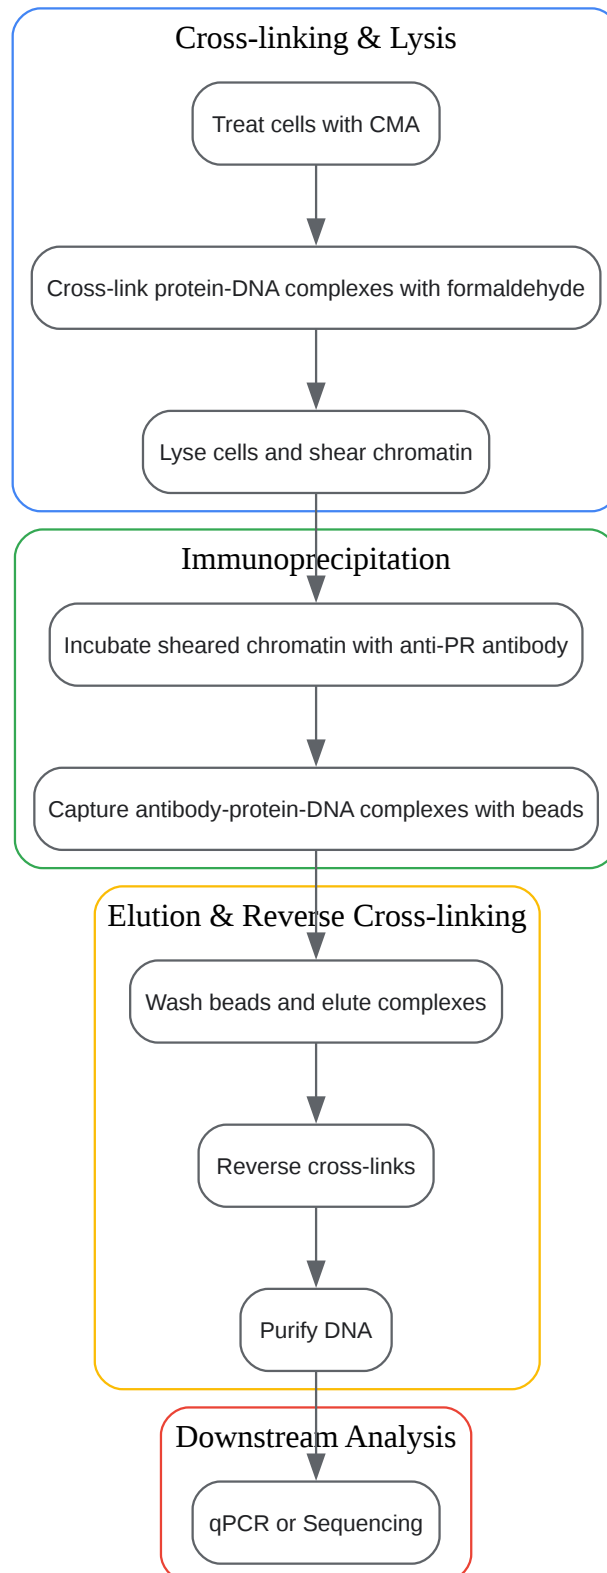 Cross-linking & Lysis
Treat cells with CMA
Cross-link protein-DNA complexes with formaldehyde
Lyse cells and shear chromatin
Immunoprecipitation
Incubate sheared chromatin with anti-PR antibody
Capture antibody-protein-DNA complexes with beads
Elution & Reverse Cross-linking
Wash beads and elute complexes
Reverse cross-links
Purify DNA
Downstream Analysis
qPCR or Sequencing